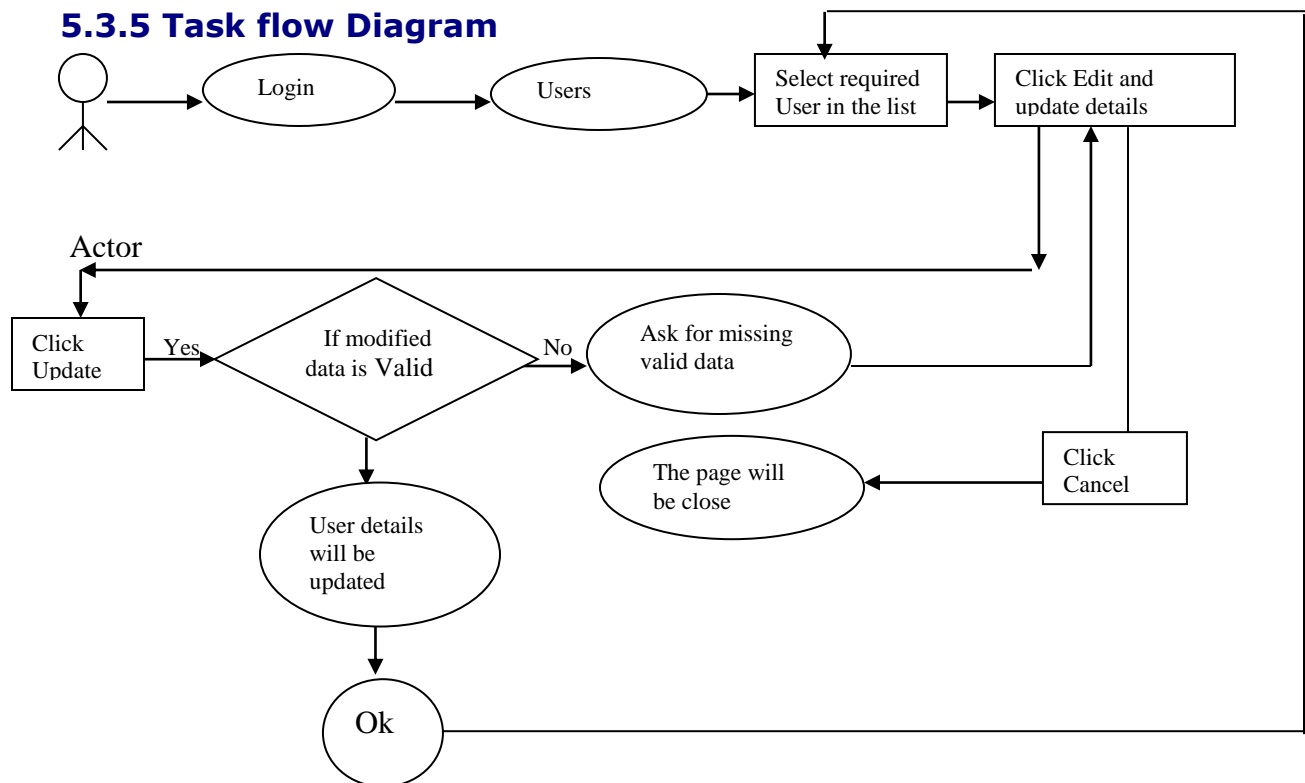 5.3.5 Task flow Diagram
Login
Users
Select required
User in the list
Click Edit and
update details
Actor
Click
Update
Yes
If modified
data is Valid
No
Ask for missing
valid data
The page will
be close
Click
Cancel
User details
will be
updated
Ok